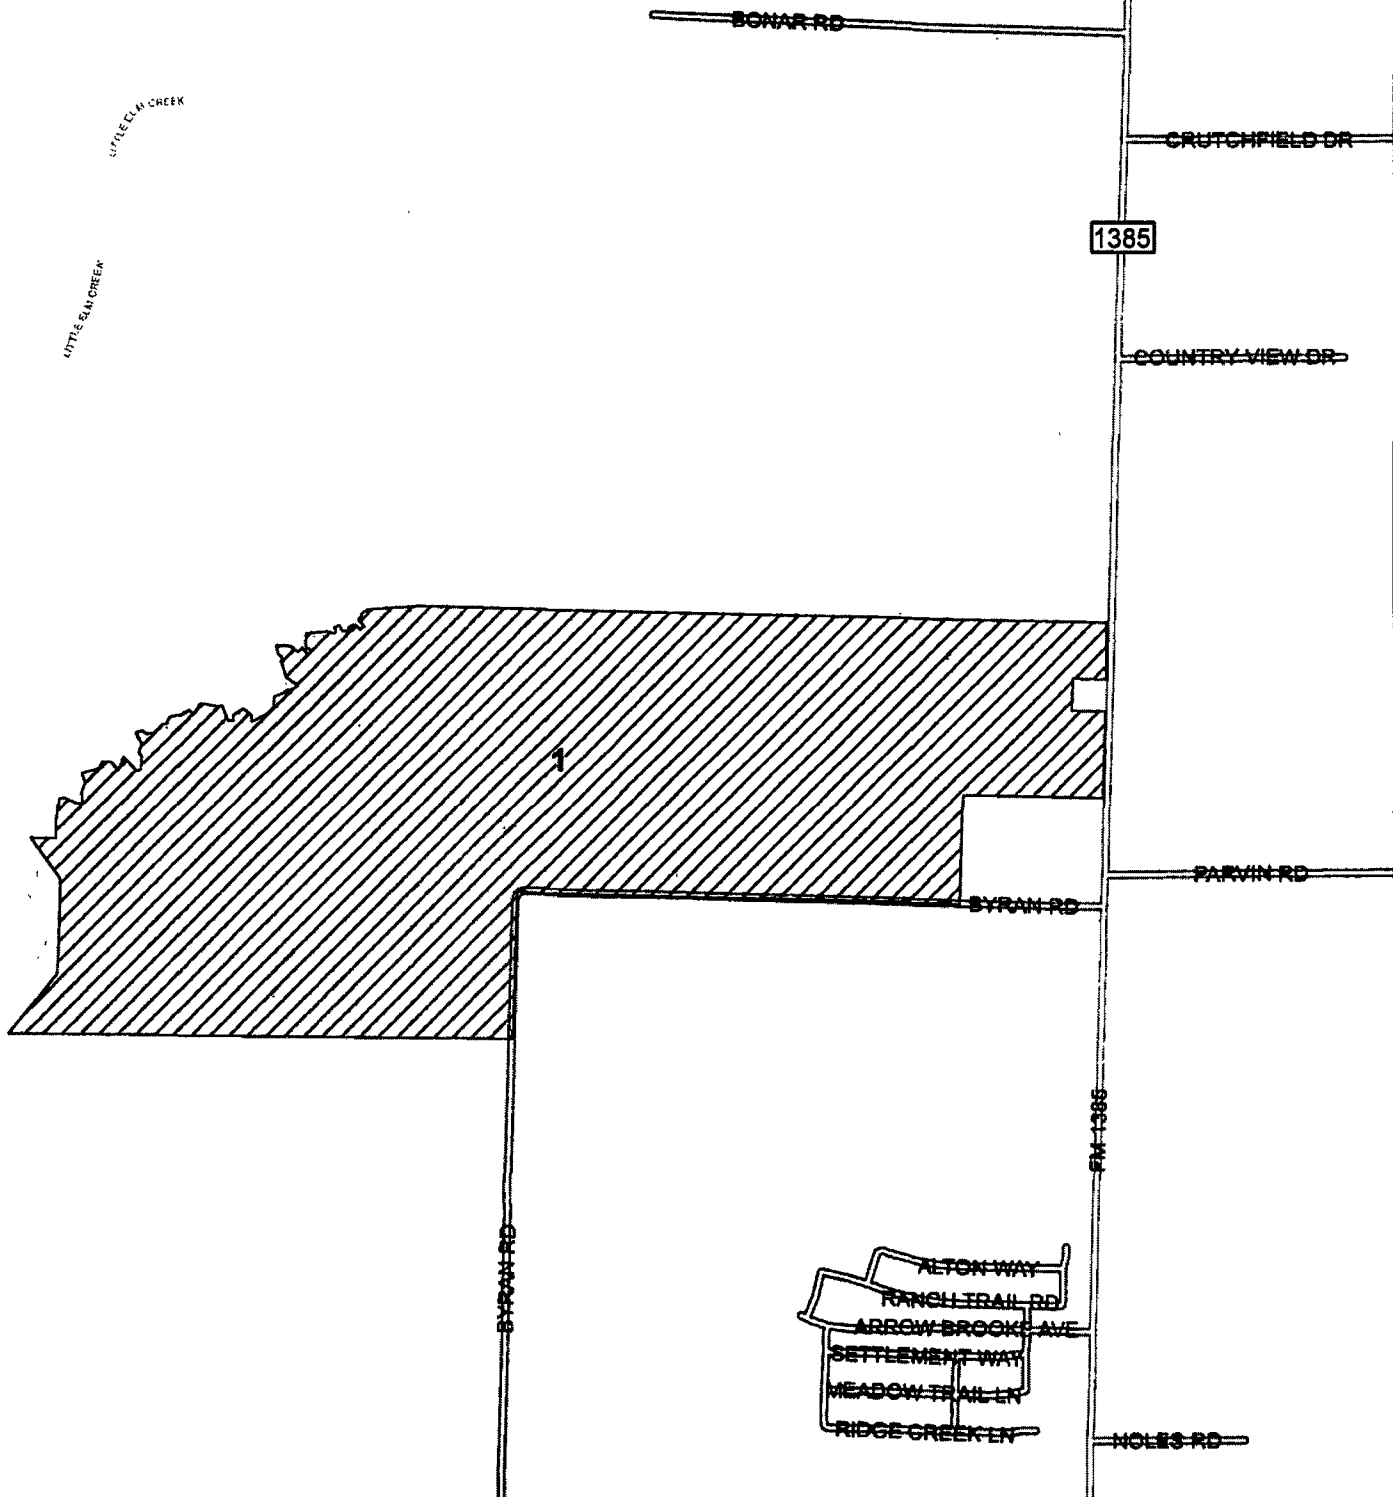 BONAR RD
LITTLE ELM CREEK
CRUTCHFIELD DR
1385
LITTLE ELM CREEK
COUNTRY VIEW DR
1
PARVIN RD
BYRAN RD
FM 1385
BYRAN RD
ALTON WAY
RANCH TRAIL RD
ARROW BROOKE AVE
SETTLEMENT WAY
MEADOW TRAIL LN
RIDGE CREEK LN
NOLES RD